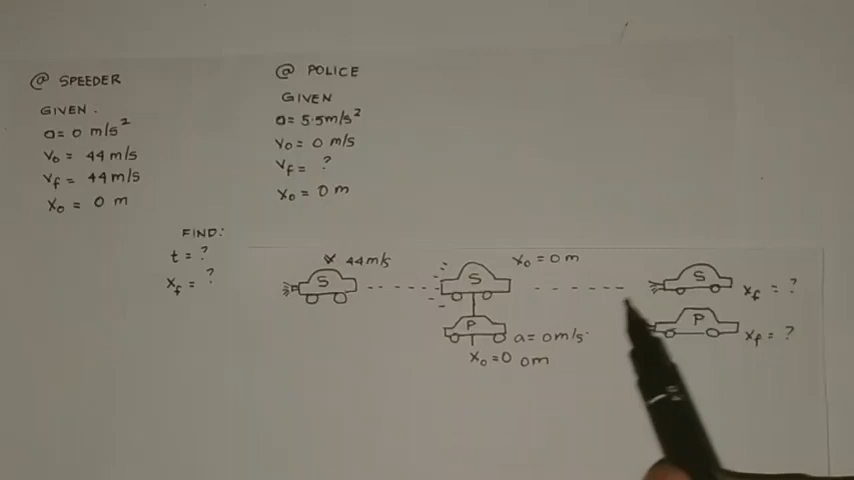 @ SPEEDER
GIVEN.
a = 0 m/s²
v₀ = 44 m/s
vf = 44 m/s
x₀ = 0 m
@ POLICE
GIVEN
a = 5.5 m/s²
v₀ = 0 m/s
vf = ?
x₀ = 0 m
FIND:
t = ?
xf = ?
44 m/s
x₀ = 0 m
S
S
S
xf = ?
P
P
xf = ?
a = 0 m/s
x₀ = 0 0m